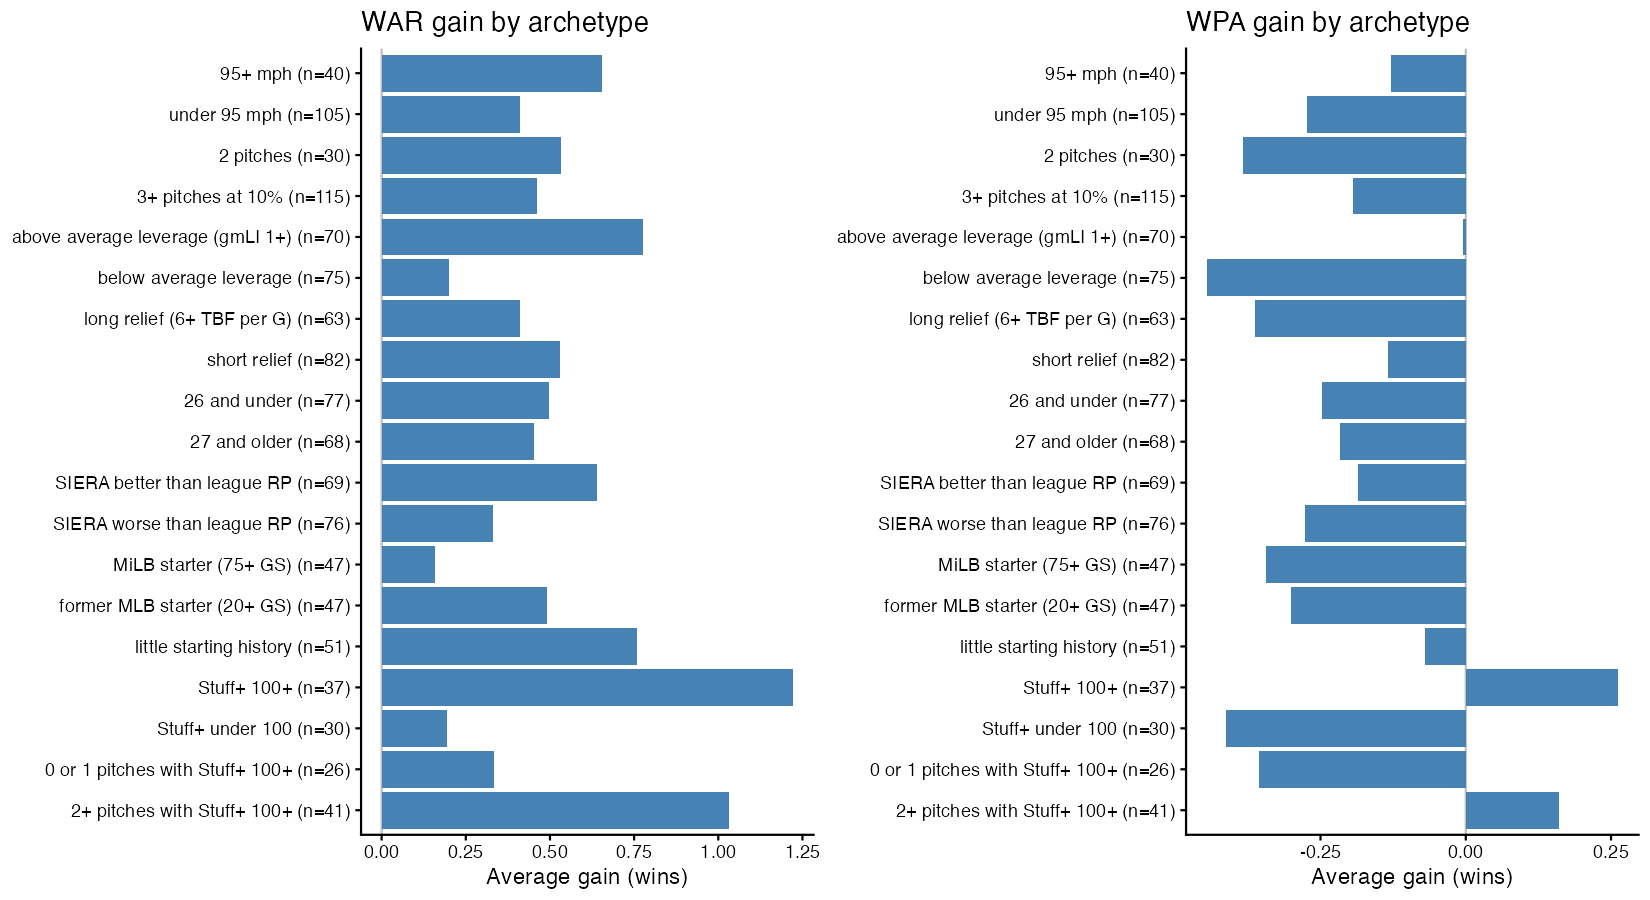 WAR gain by archetype
95+ mph (n=40)
under 95 mph (n=105)
2 pitches (n=30)
3+ pitches at 10% (n=115)
above average leverage (gmLI 1+) (n=70)
below average leverage (n=75)
long relief (6+ TBF per G) (n=63)
short relief (n=82)
26 and under (n=77)
27 and older (n=68)
SIERA better than league RP (n=69)
SIERA worse than league RP (n=76)
MiLB starter (75+ GS) (n=47)
former MLB starter (20+ GS) (n=47)
little starting history (n=51)
Stuff+ 100+ (n=37)
Stuff+ under 100 (n=30)
0 or 1 pitches with Stuff+ 100+ (n=26)
2+ pitches with Stuff+ 100+ (n=41)
0.00 0.25 0.50 0.75 1.00 1.25
Average gain (wins)
WPA gain by archetype
95+ mph (n=40)
under 95 mph (n=105)
2 pitches (n=30)
3+ pitches at 10% (n=115)
above average leverage (gmLI 1+) (n=70)
below average leverage (n=75)
long relief (6+ TBF per G) (n=63)
short relief (n=82)
26 and under (n=77)
27 and older (n=68)
SIERA better than league RP (n=69)
SIERA worse than league RP (n=76)
MiLB starter (75+ GS) (n=47)
former MLB starter (20+ GS) (n=47)
little starting history (n=51)
Stuff+ 100+ (n=37)
Stuff+ under 100 (n=30)
0 or 1 pitches with Stuff+ 100+ (n=26)
2+ pitches with Stuff+ 100+ (n=41)
-0.25 0.00 0.25
Average gain (wins)